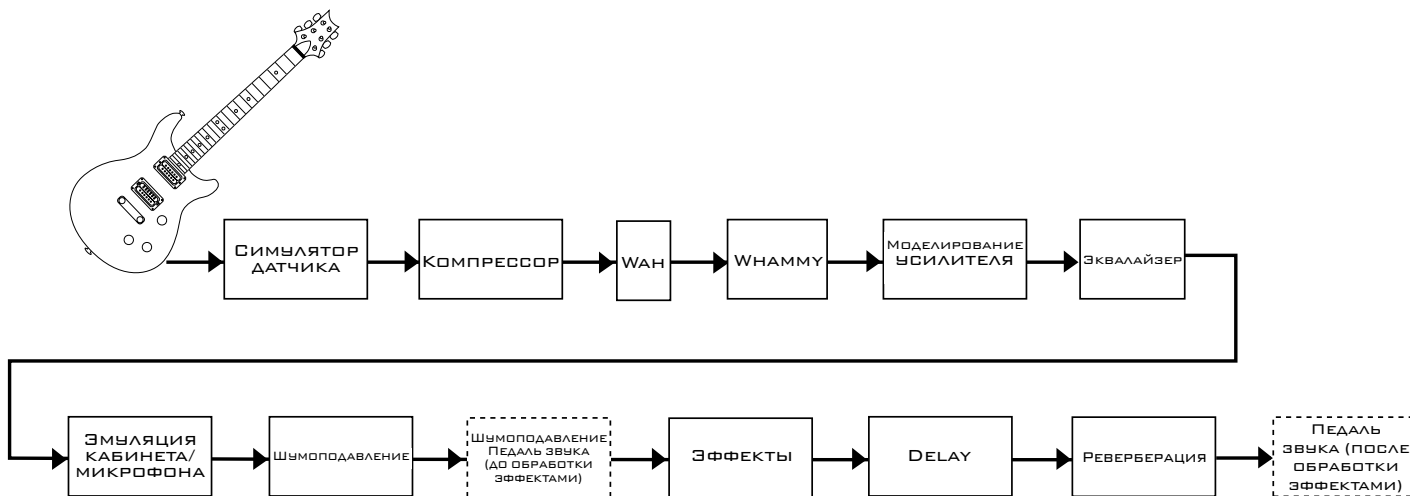 Симулятор
датчика
Компрессор
Wah
Whammy
Моделирование
усилителя
Эквалайзер
Эмуляция
кабинета/
микрофона
Шумоподавление
Шумоподавление
Педаль звука
(до обработки
эффектами)
Эффекты
Delay
Реверберация
Педаль
звука (после
обработки
эффектами)